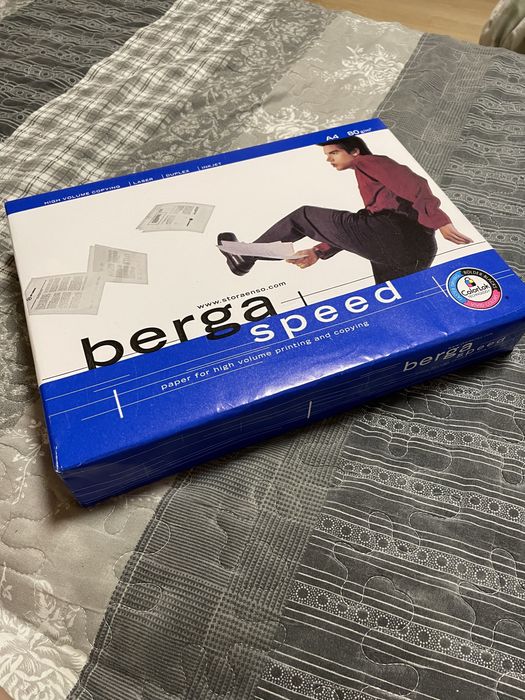 A4 80 g/m²
HIGH VOLUME COPYING | LASER | DUPLEX | INKJET
www.storaenso.com
berga
speed
paper for high volume printing and copying
ColorLok
berga
speed